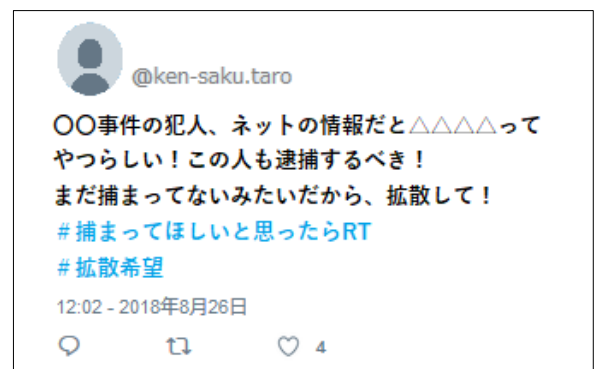 @ken-saku.taro
〇〇事件の犯人、ネットの情報だと△△△△って
やつらしい！この人も逮捕するべき！
まだ捕まってないみたいだから、拡散して！
＃捕まってほしいと思ったらRT
＃拡散希望
12:02 - 2018年8月26日
4